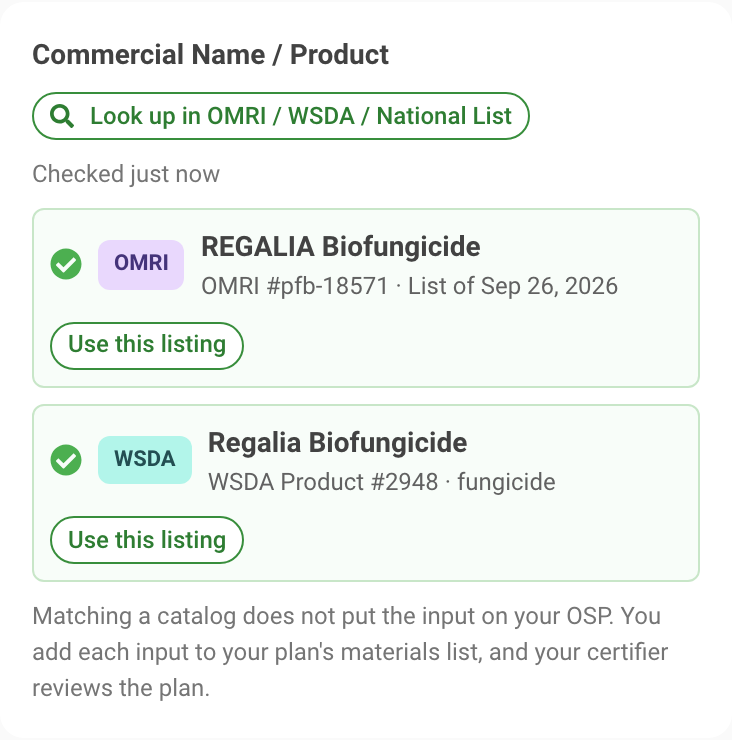 Commercial Name / Product
Look up in OMRI / WSDA / National List
Checked just now
OMRI
REGALIA Biofungicide
OMRI #pfb-18571 · List of Sep 26, 2026
Use this listing
WSDA
Regalia Biofungicide
WSDA Product #2948 · fungicide
Use this listing
Matching a catalog does not put the input on your OSP. You
add each input to your plan's materials list, and your certifier
reviews the plan.